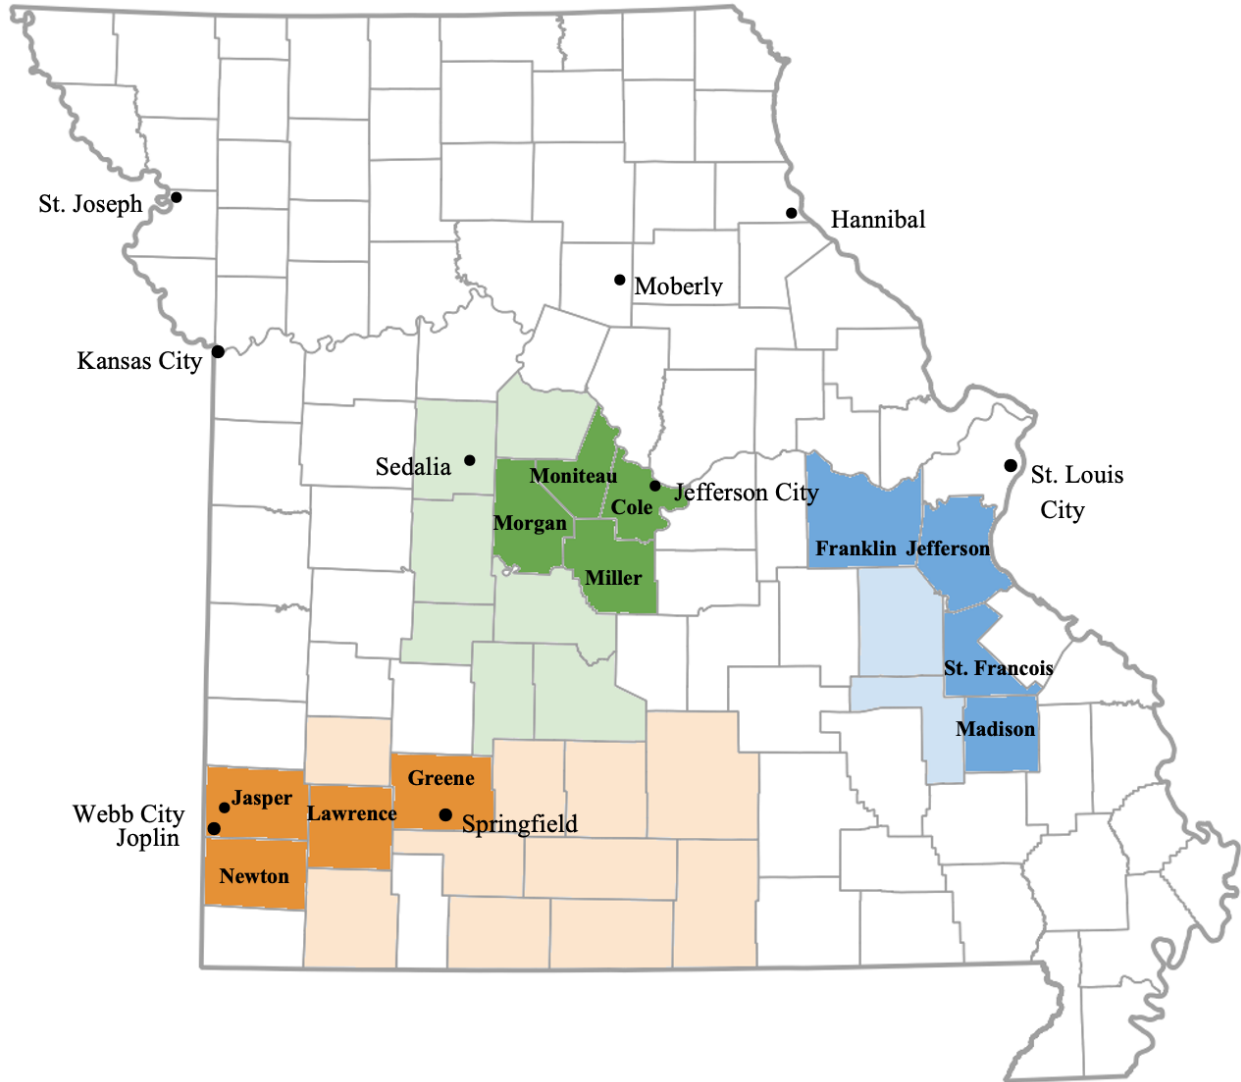 St. Joseph
Hannibal
Moberly
Kansas City
Sedalia
Moniteau
Jefferson City
St. Louis
City
Cole
Morgan
Franklin
Jefferson
Miller
St. Francois
Madison
Greene
Jasper
Webb City
Lawrence
Springfield
Joplin
Newton